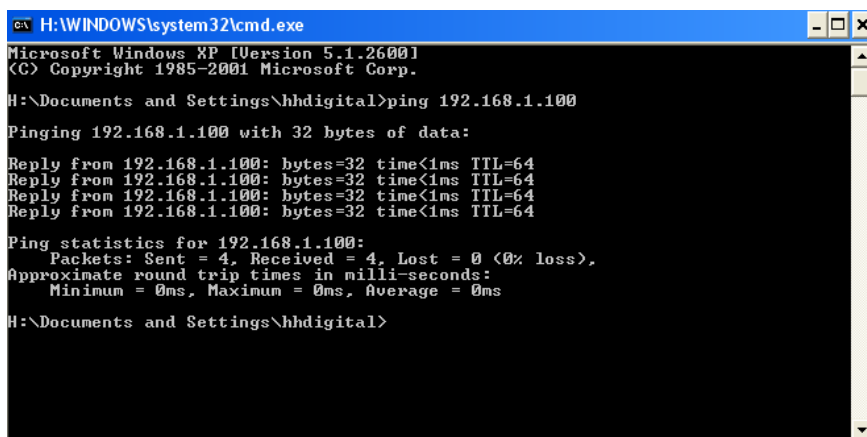 H:\WINDOWS\system32\cmd.exe
Microsoft Windows XP [Version 5.1.2600]
(C) Copyright 1985-2001 Microsoft Corp.
H:\Documents and Settings\hhdigital>ping 192.168.1.100
Pinging 192.168.1.100 with 32 bytes of data:
Reply from 192.168.1.100: bytes=32 time<1ms TTL=64
Reply from 192.168.1.100: bytes=32 time<1ms TTL=64
Reply from 192.168.1.100: bytes=32 time<1ms TTL=64
Reply from 192.168.1.100: bytes=32 time<1ms TTL=64
Ping statistics for 192.168.1.100:
Packets: Sent = 4, Received = 4, Lost = 0 (0% loss),
Approximate round trip times in milli-seconds:
Minimum = 0ms, Maximum = 0ms, Average = 0ms
H:\Documents and Settings\hhdigital>